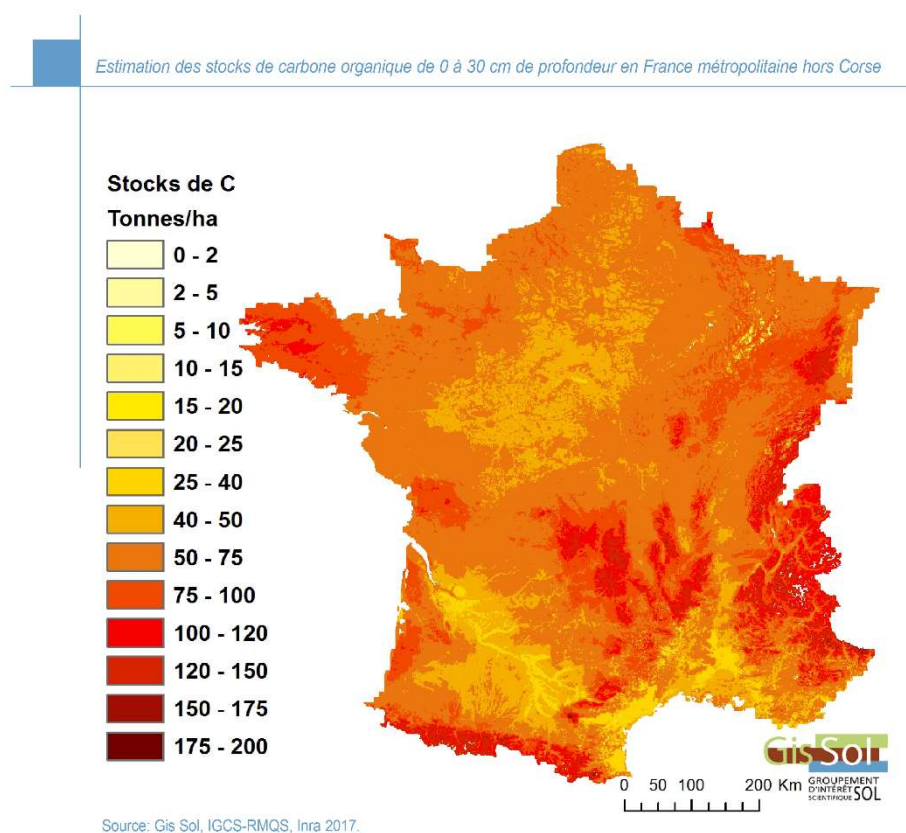 Estimation des stocks de carbone organique de 0 à 30 cm de profondeur en France métropolitaine hors Corse
Stocks de C
Tonnes/ha
0 - 2
2 - 5
5 - 10
10 - 15
15 - 20
20 - 25
25 - 40
40 - 50
50 - 75
75 - 100
100 - 120
120 - 150
150 - 175
175 - 200
Gis Sol
GROUPEMENT
D'INTÉRÊT
SCIENTIFIQUE SOL
0 50 100 200 Km
Source: Gis Sol, IGCS-RMQS, Inra 2017.